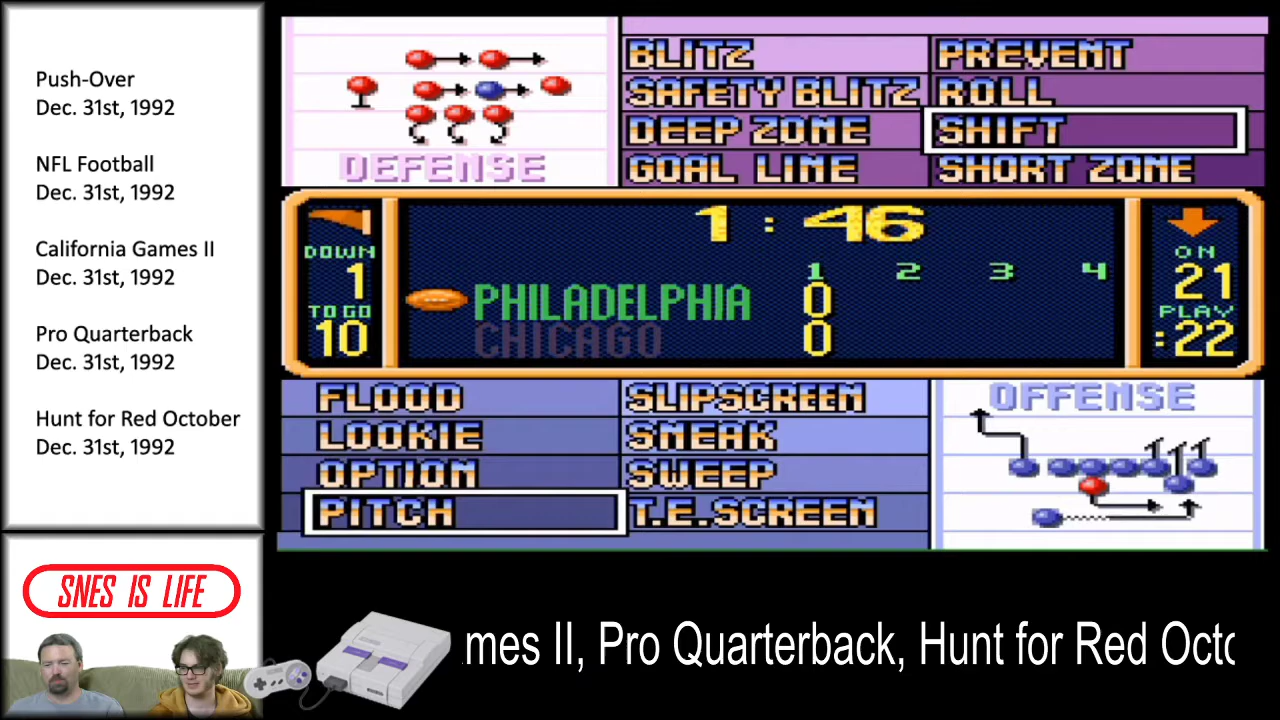 Push-Over
Dec. 31st, 1992
NFL Football
Dec. 31st, 1992
California Games II
Dec. 31st, 1992
Pro Quarterback
Dec. 31st, 1992
Hunt for Red October
Dec. 31st, 1992
DEFENSE
BLITZ
SAFETY BLITZ
DEEP ZONE
GOAL LINE
PREVENT
ROLL
SHIFT
SHORT ZONE
DOWN
1
TO GO
10
1 : 46
1 2 3 4
PHILADELPHIA 0
CHICAGO 0
ON
21
PLAY
:22
FLOOD
LOOKIE
OPTION
PITCH
SLIPSCREEN
SNEAK
SWEEP
T.E.SCREEN
OFFENSE
SNES IS LIFE
mes II, Pro Quarterback, Hunt for Red Octo